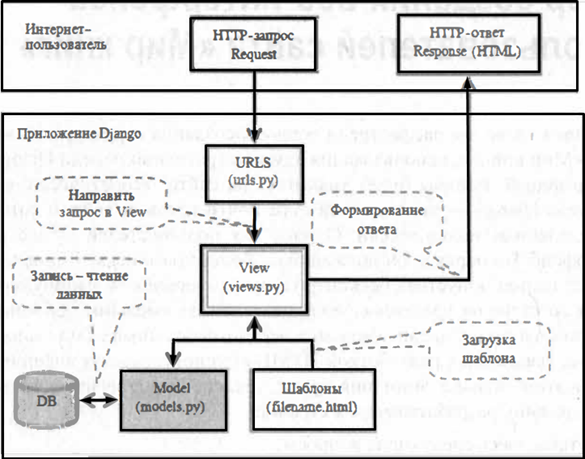 Интернет-
пользователь
HTTP-запрос
Request
HTTP-ответ
Response (HTML)
Приложение Django
URLS
(urls.py)
Направить
запрос в View
Формирование
ответа
View
(views.py)
Запись – чтение
данных
Загрузка
шаблона
DB
Model
(models.py)
Шаблоны
(filename,html)